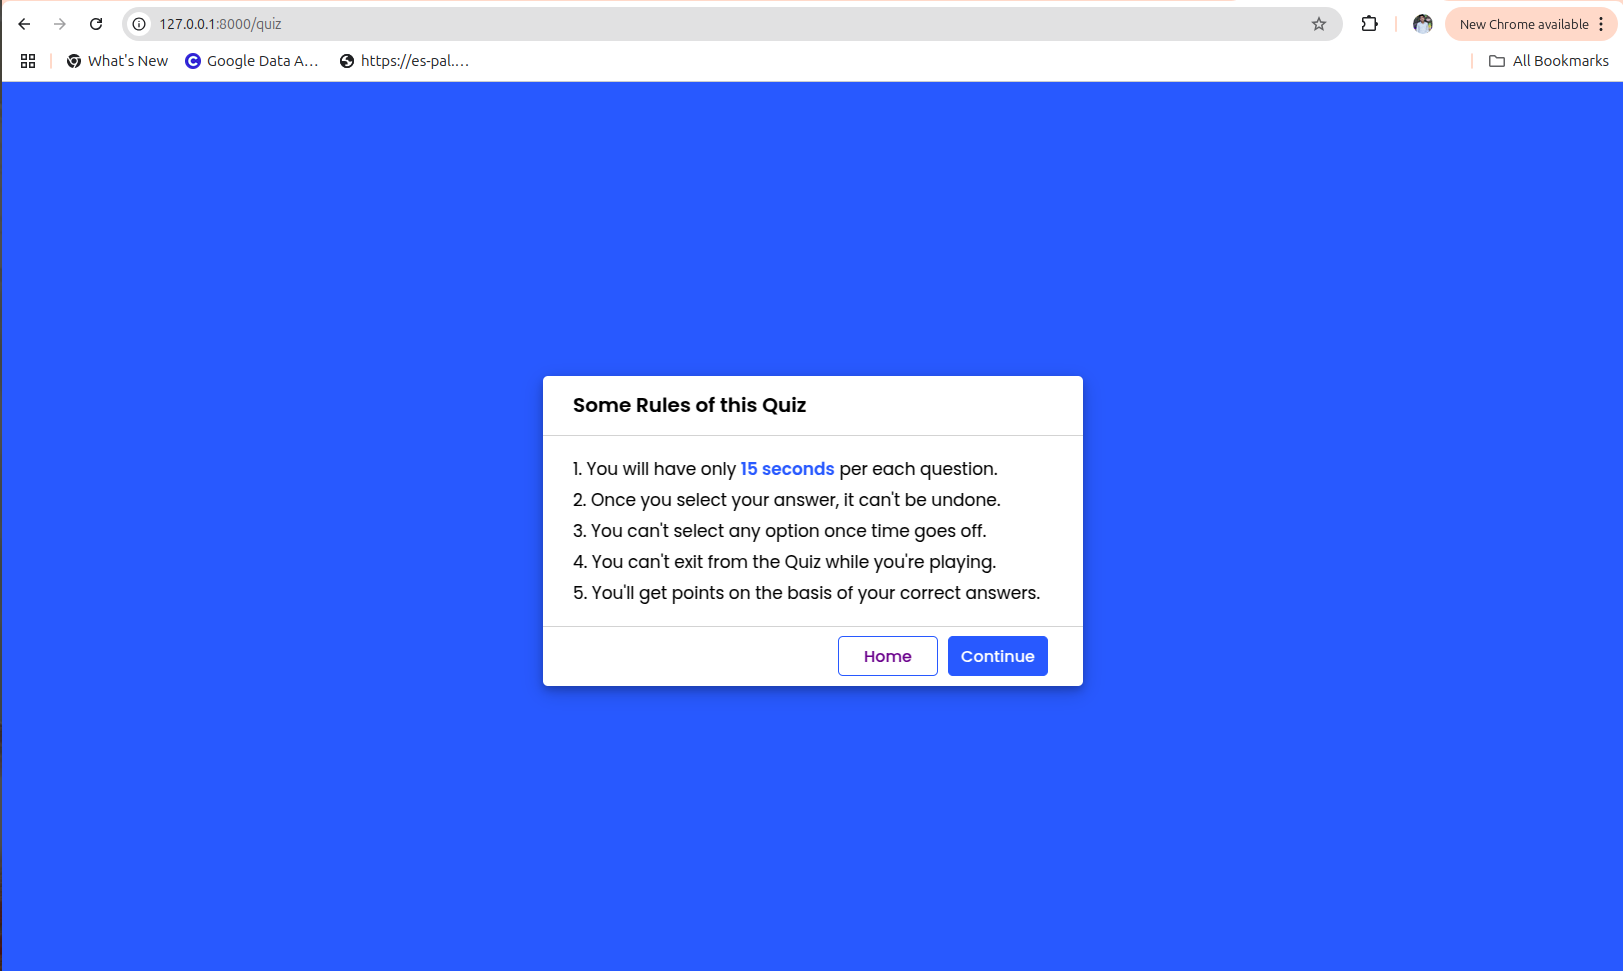 127.0.0.1:8000/quiz
New Chrome available
What's New
Google Data A...
https://es-pal....
All Bookmarks
Some Rules of this Quiz
1. You will have only 15 seconds per each question.
2. Once you select your answer, it can't be undone.
3. You can't select any option once time goes off.
4. You can't exit from the Quiz while you're playing.
5. You'll get points on the basis of your correct answers.
Home
Continue